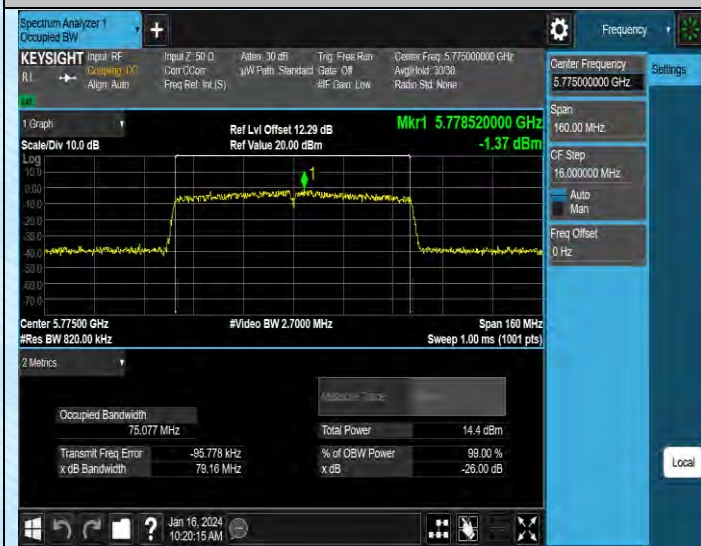 Spectrum Analyzer 1
Occupied BW
+
Frequency
KEYSIGHT
Input: RF
Coupling: DC
Align: Auto
RL
Input Z: 50 Ω
Corr CCorr
Freq Ref: Int (S)
Atten: 30 dB
µW Path: Standard
Trig: Free Run
Gate: Off
#IF Gain: Low
Center Freq: 5.775000000 GHz
Avg|Hold: 30/30
Radio Std: None
Center Frequency
5.775000000 GHz
Settings
Span
160.00 MHz
CF Step
16.000000 MHz
Auto
Man
Freq Offset
0 Hz
1 Graph
Scale/Div 10.0 dB
Ref Lvl Offset 12.29 dB
Ref Value 20.00 dBm
Mkr1 5.778520000 GHz
-1.37 dBm
Log
10.0
0.00
-10.0
-20.0
-30.0
-40.0
-50.0
-60.0
-70.0
1
Center 5.77500 GHz
#Res BW 820.00 kHz
#Video BW 2.7000 MHz
Span 160 MHz
Sweep 1.00 ms (1001 pts)
2 Metrics
Measure Trace
Occupied Bandwidth
75.077 MHz
Total Power
14.4 dBm
Transmit Freq Error
-95.778 kHz
% of OBW Power
99.00 %
x dB Bandwidth
79.16 MHz
x dB
-26.00 dB
Local
?
Jan 16, 2024
10:20:15 AM